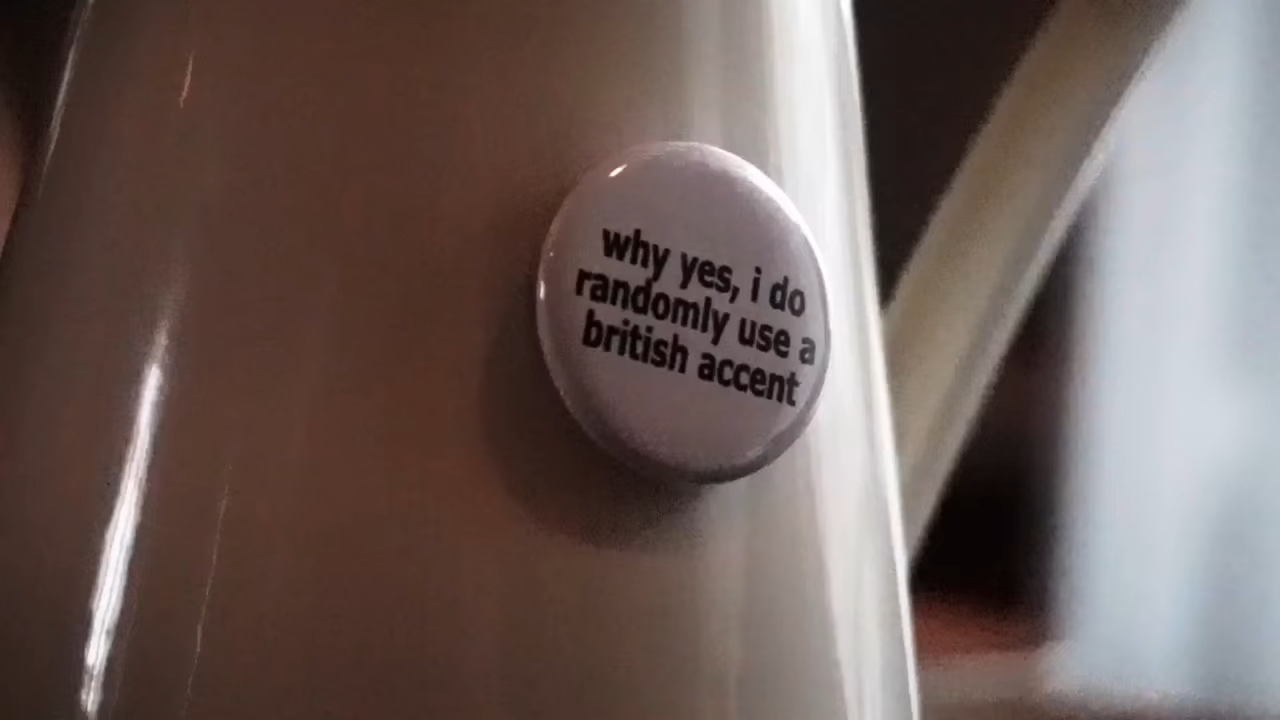 why yes, i do
randomly use a
british accent